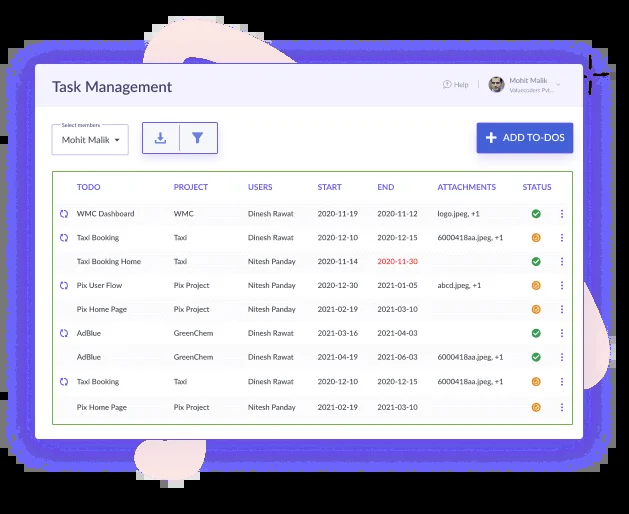 Task Management
Help
Mohit Malik
Select members
Mohit Malik
ADD TO-DOS
TODO PROJECT USERS START END ATTACHMENTS STATUS
WMC Dashboard WMC Dinesh Rawat 2020-11-19 2020-11-12 logo.jpeg, +1
Taxi Booking Taxi Dinesh Rawat 2020-12-10 2020-12-15 6000418aa.jpeg, +1
Taxi Booking Home Taxi Nitesh Panday 2020-11-14 2020-11-30
Pix User Flow Pix Project Nitesh Panday 2020-12-30 2021-01-05 abcd.jpeg, +1
Pix Home Page Pix Project Nitesh Panday 2021-02-19 2021-03-10
AdBlue GreenChem Dinesh Rawat 2021-03-16 2021-04-03
AdBlue GreenChem Dinesh Rawat 2021-04-19 2021-06-03 6000418aa.jpeg, +1
Taxi Booking Taxi Dinesh Rawat 2020-12-10 2020-12-15 6000418aa.jpeg, +1
Pix Home Page Pix Project Nitesh Panday 2021-02-19 2021-03-10